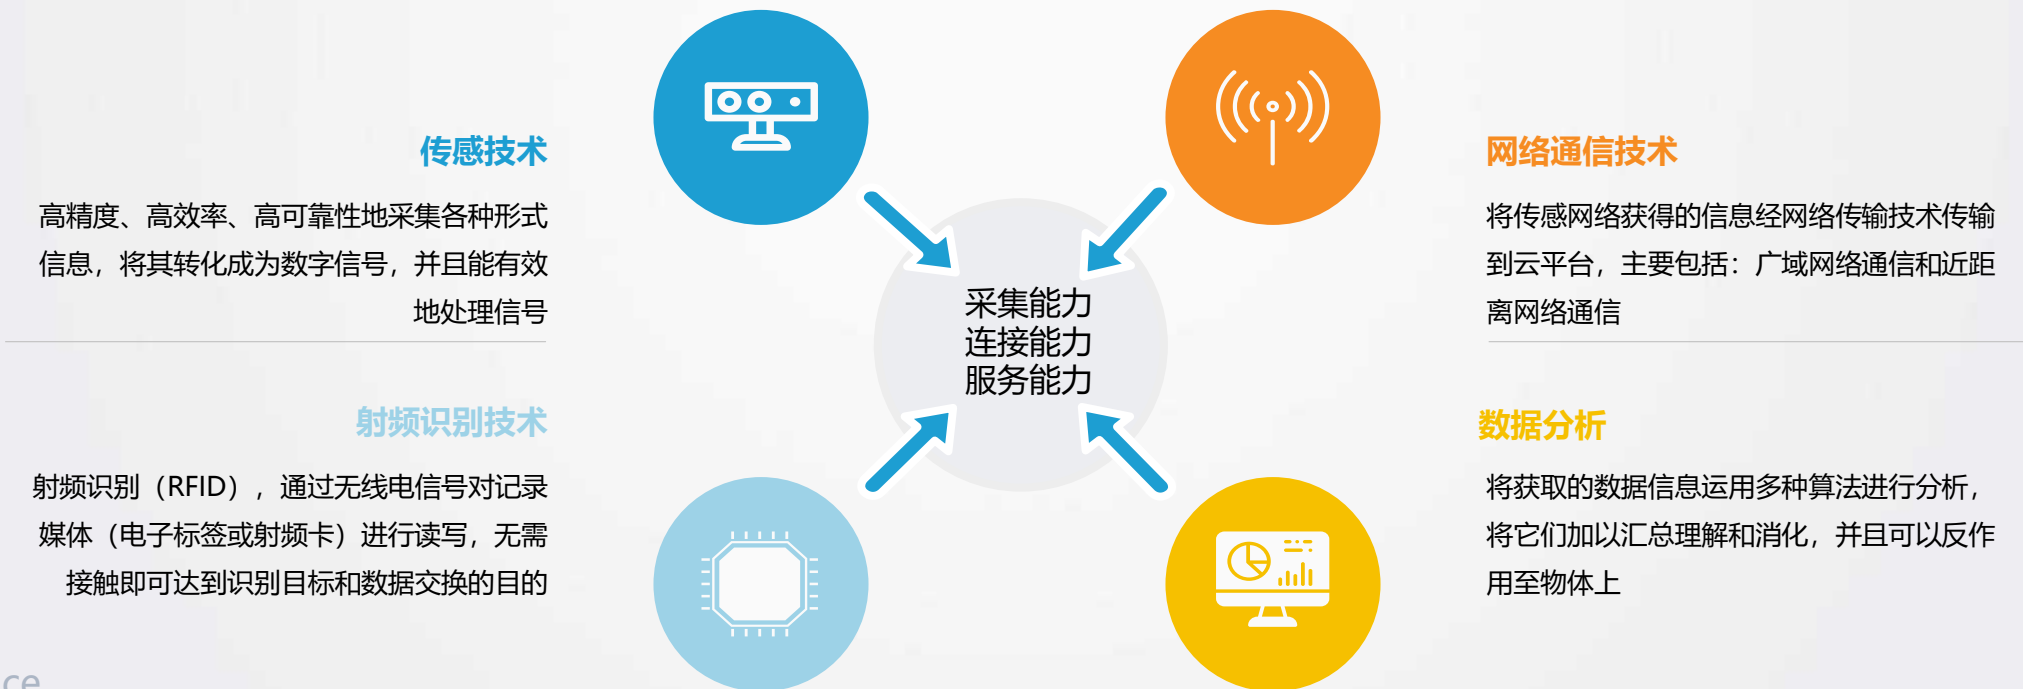 传感技术
高精度、高效率、高可靠性地采集各种形式
信息，将其转化成为数字信号，并且能有效
地处理信号
射频识别技术
射频识别（RFID），通过无线电信号对记录
媒体（电子标签或射频卡）进行读写，无需
接触即可达到识别目标和数据交换的目的
采集能力
连接能力
服务能力
网络通信技术
将传感网络获得的信息经网络传输技术传输
到云平台，主要包括：广域网络通信和近距
离网络通信
数据分析
将获取的数据信息运用多种算法进行分析，
将它们加以汇总理解和消化，并且可以反作
用至物体上
ce